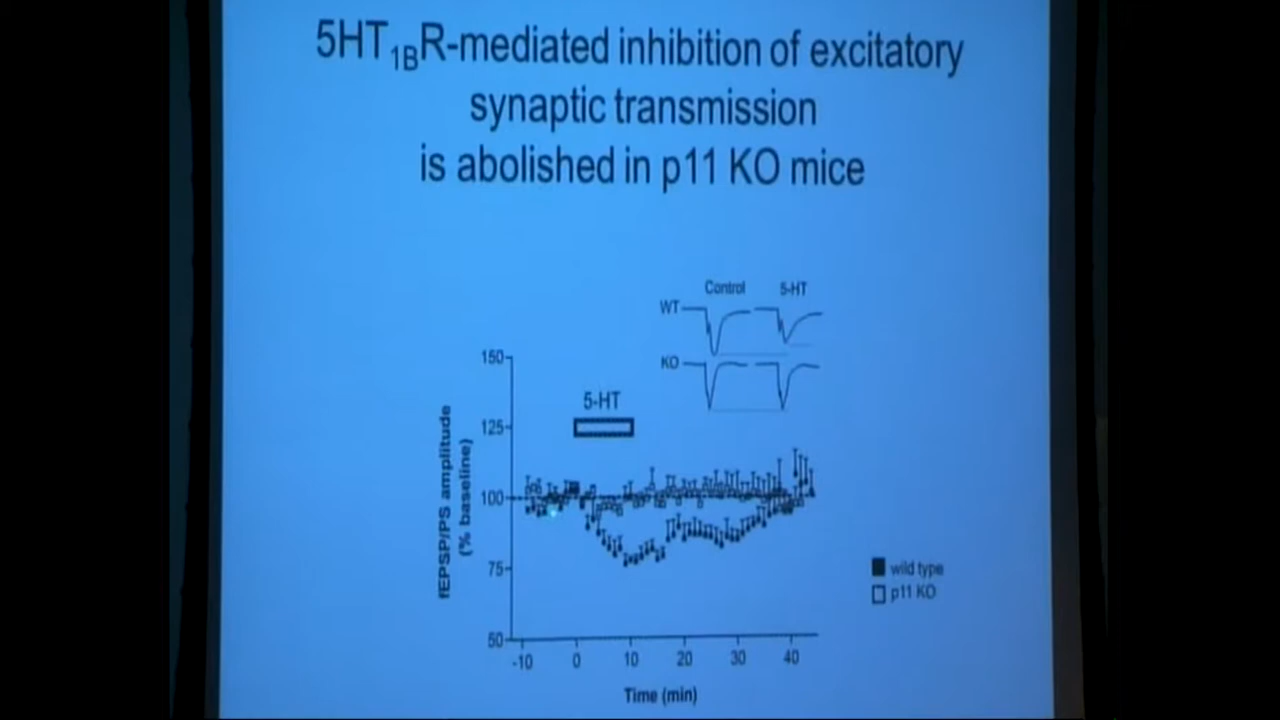 5HT1BR-mediated inhibition of excitatory
synaptic transmission
is abolished in p11 KO mice
Control 5-HT
WT
KO
150
5-HT
125
100
75
50
fEPSP/PS amplitude
(% baseline)
-10 0 10 20 30 40
Time (min)
wild type
p11 KO